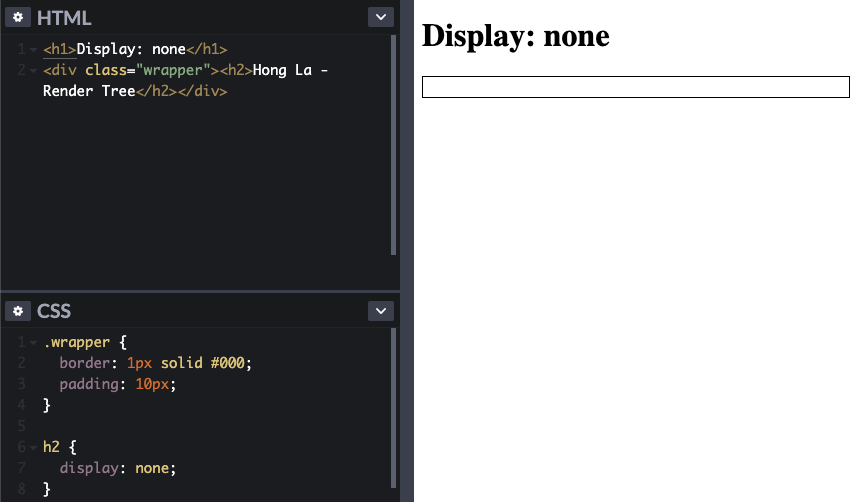 HTML
1 <h1>Display: none</h1>
2 <div class="wrapper"><h2>Hong La -
Render Tree</h2></div>
CSS
1 .wrapper {
2 border: 1px solid #000;
3 padding: 10px;
4 }
5
6 h2 {
7 display: none;
8 }
Display: none